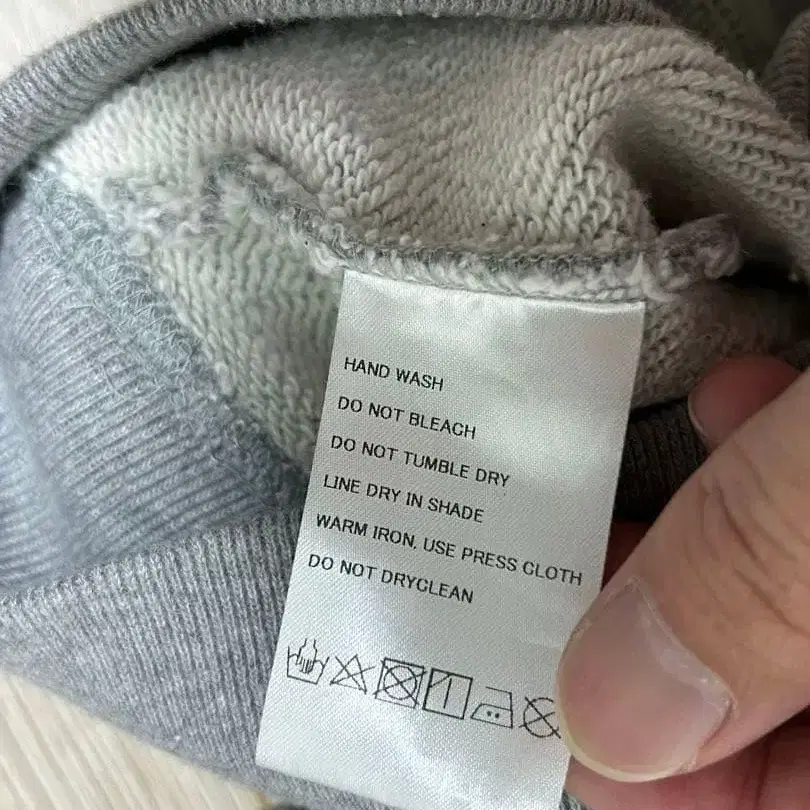 HAND WASH
DO NOT BLEACH
DO NOT TUMBLE DRY
LINE DRY IN SHADE
WARM IRON, USE PRESS CLOTH
DO NOT DRYCLEAN